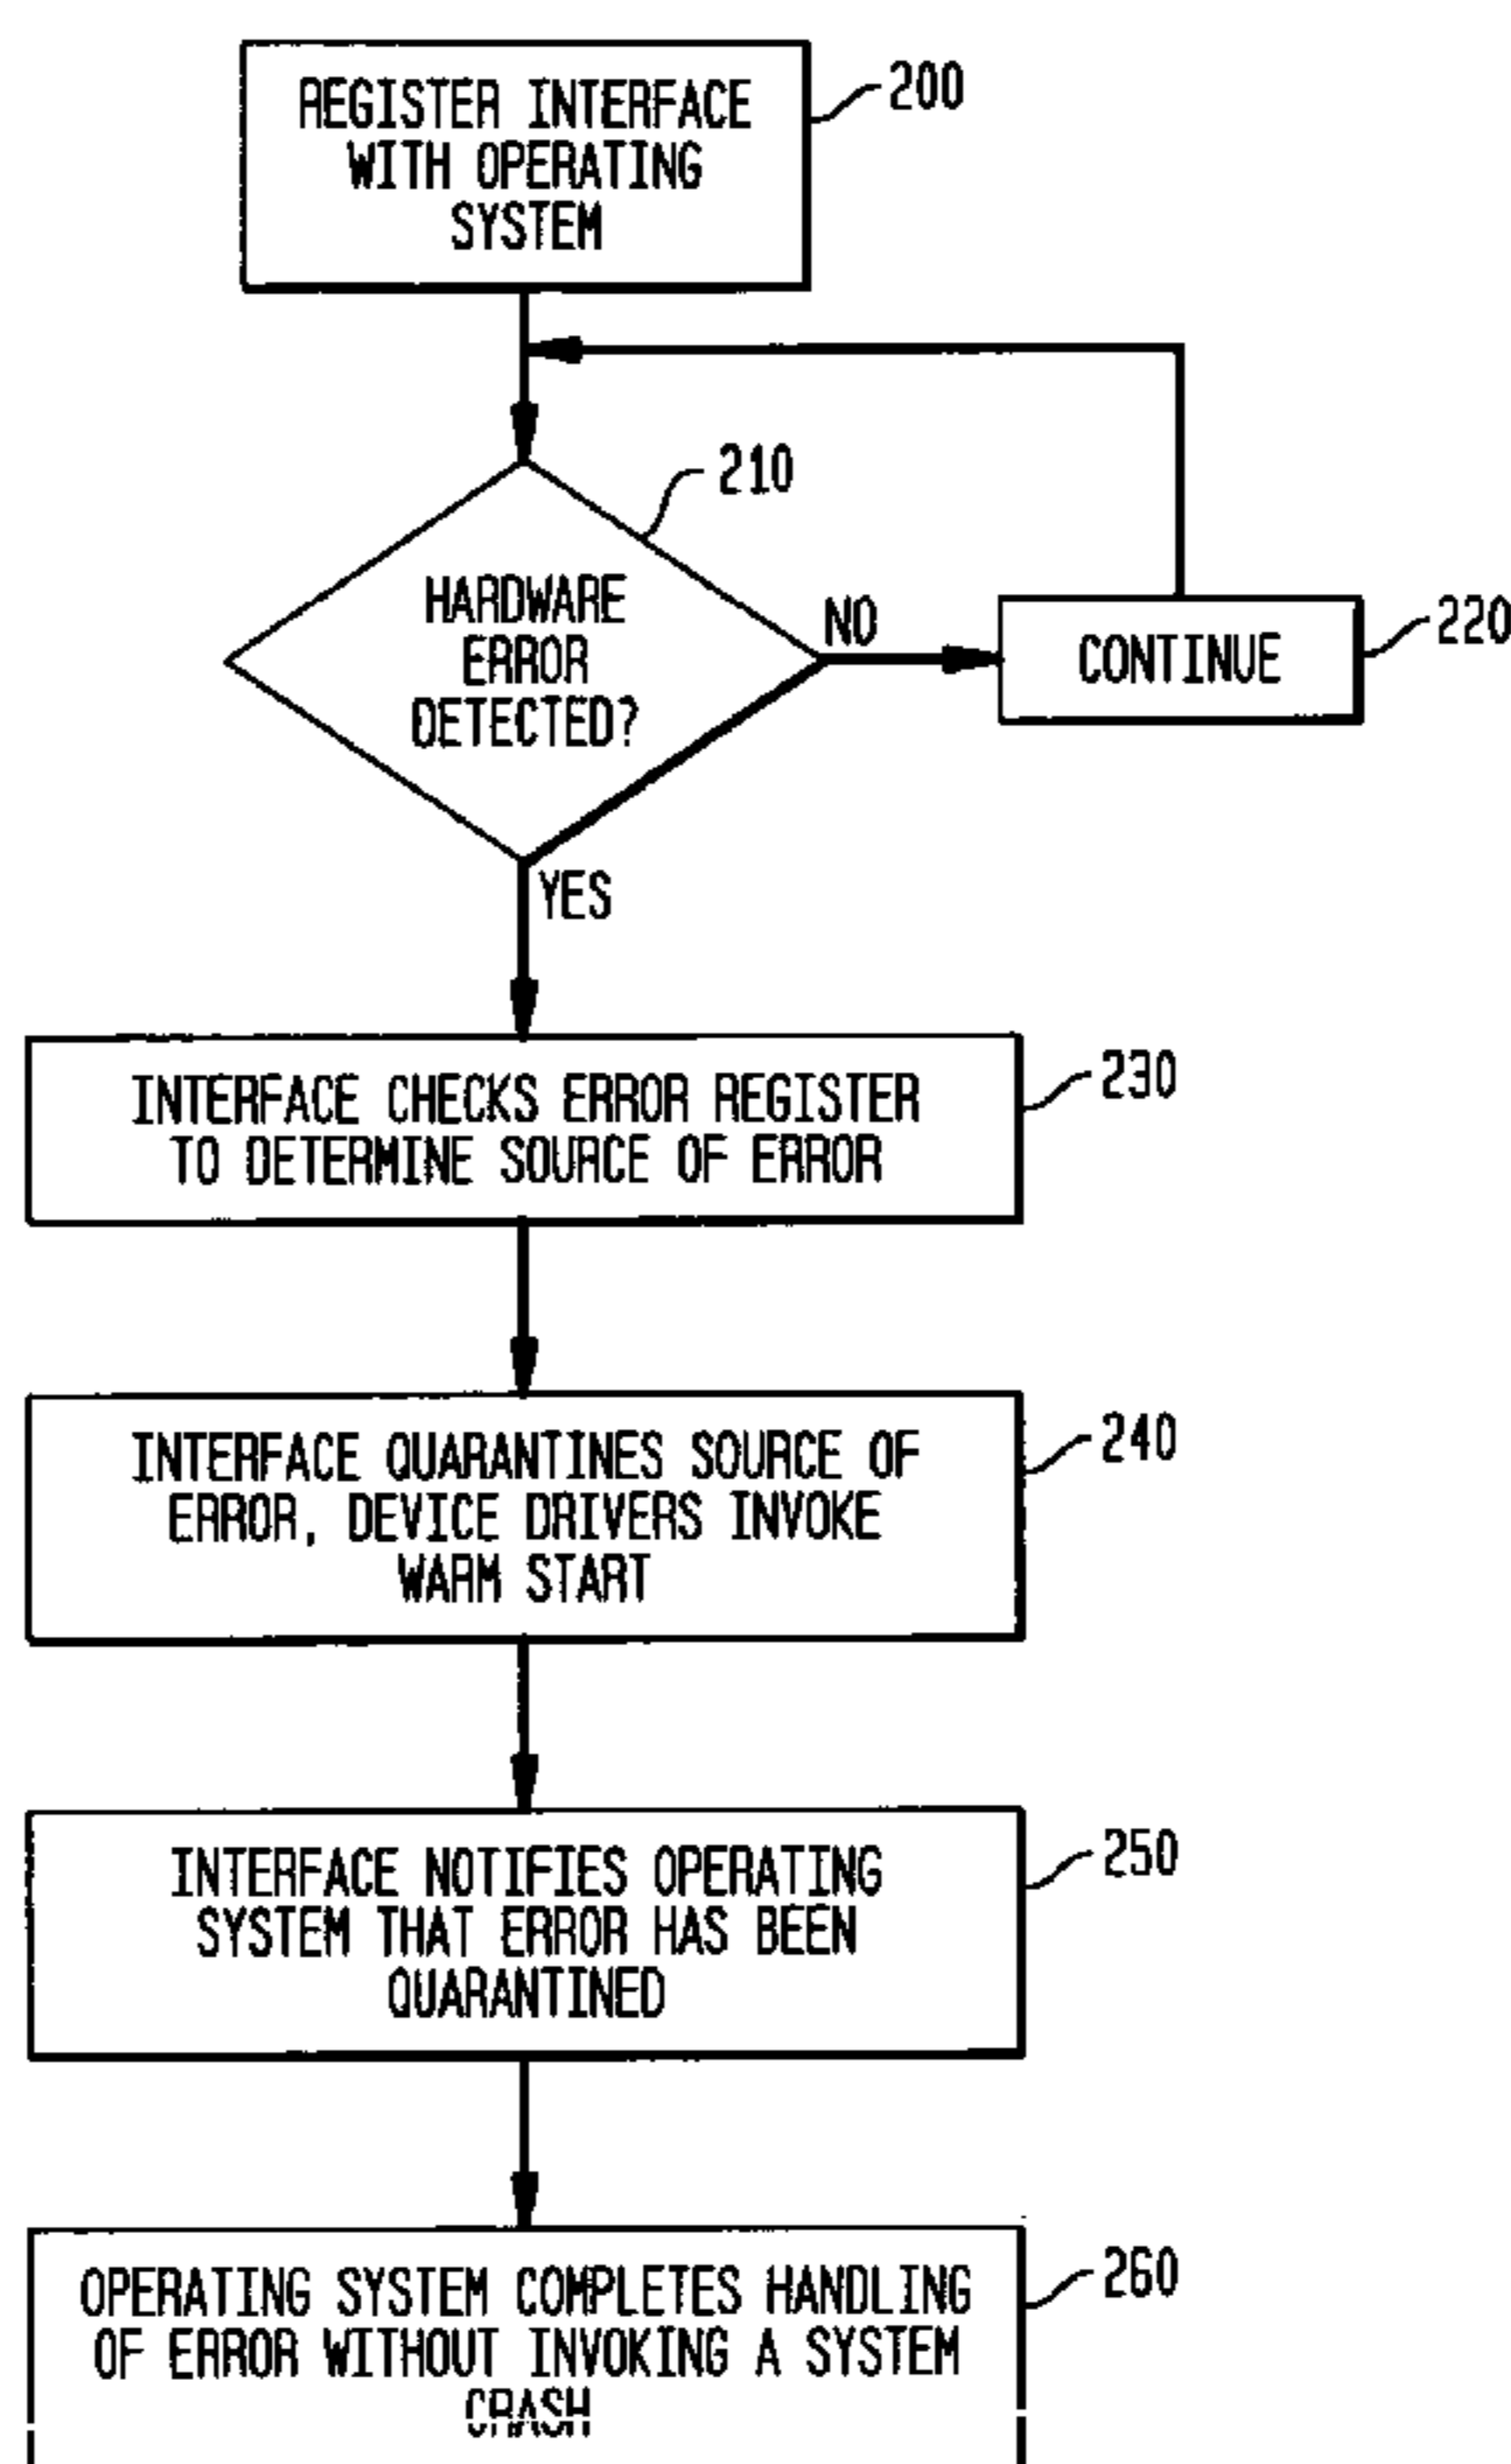 REGISTER INTERFACE
WITH OPERATING
SYSTEM
200
210
HARDWARE
ERROR
DETECTED?
NO
CONTINUE
220
YES
INTERFACE CHECKS ERROR REGISTER
TO DETERMINE SOURCE OF ERROR
230
INTERFACE QUARANTINES SOURCE OF
ERROR, DEVICE DRIVERS INVOKE
WARM START
240
INTERFACE NOTIFIES OPERATING
SYSTEM THAT ERROR HAS BEEN
QUARANTINED
250
OPERATING SYSTEM COMPLETES HANDLING
OF ERROR WITHOUT INVOKING A SYSTEM
CRASH
260